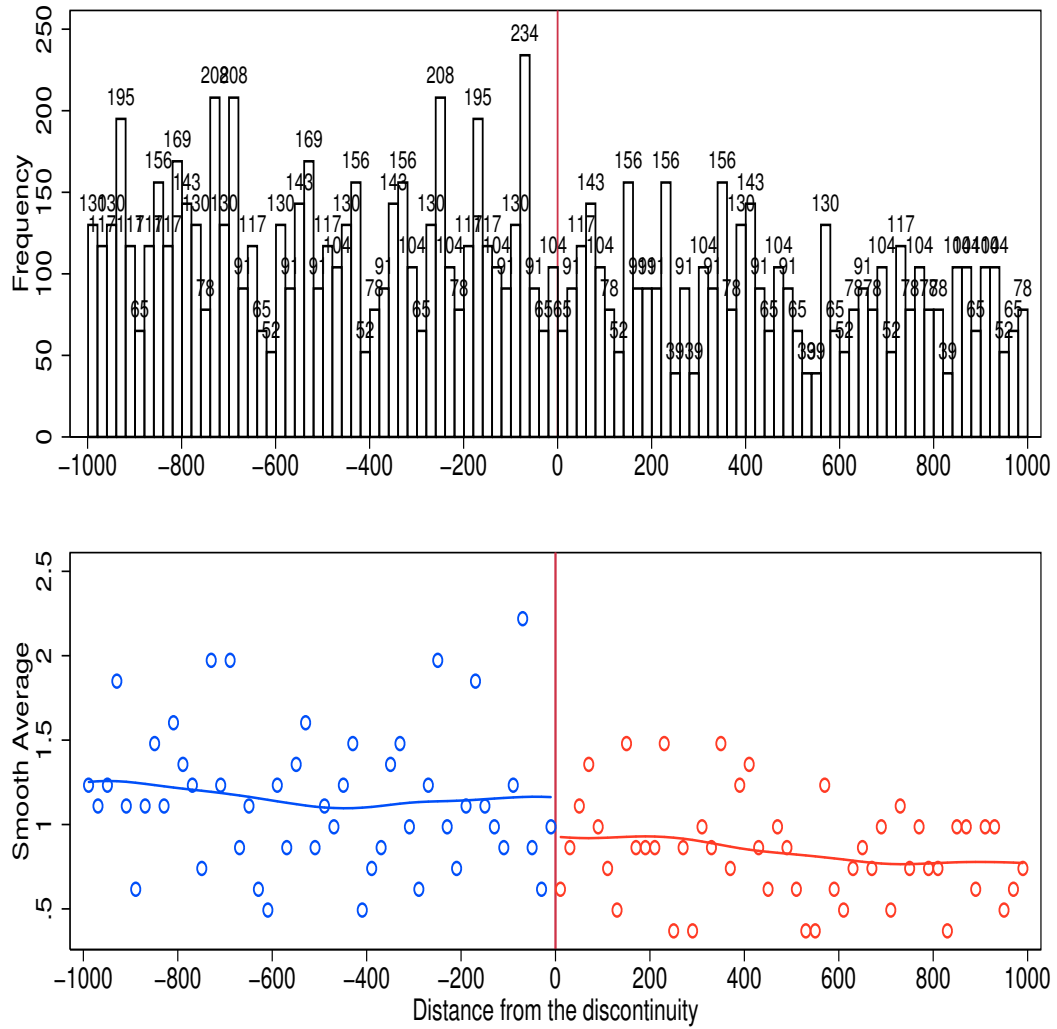 Frequency
250
200
150
100
50
0
130 117 130 195 117 65 117 156 117 169 143 130 78 208 130 208 91 117 65 52 130 91 143 169 91 117 104 130 156 52 78 91 143 156 104 65 130 208 104 78 117 195 117 104 91 130 234 91 65 104 65 91 117 143 104 78 52 156 91 91 91 156 39 91 39 104 91 156 78 130 143 91 65 104 91 65 39 39 130 65 52 78 91 78 104 52 117 78 104 78 78 39 104 104 65 104 104 52 65 78
−1000 −800 −600 −400 −200 0 200 400 600 800 1000
Smooth Average
2.5
2
1.5
1
.5
−1000 −800 −600 −400 −200 0 200 400 600 800 1000
Distance from the discontinuity